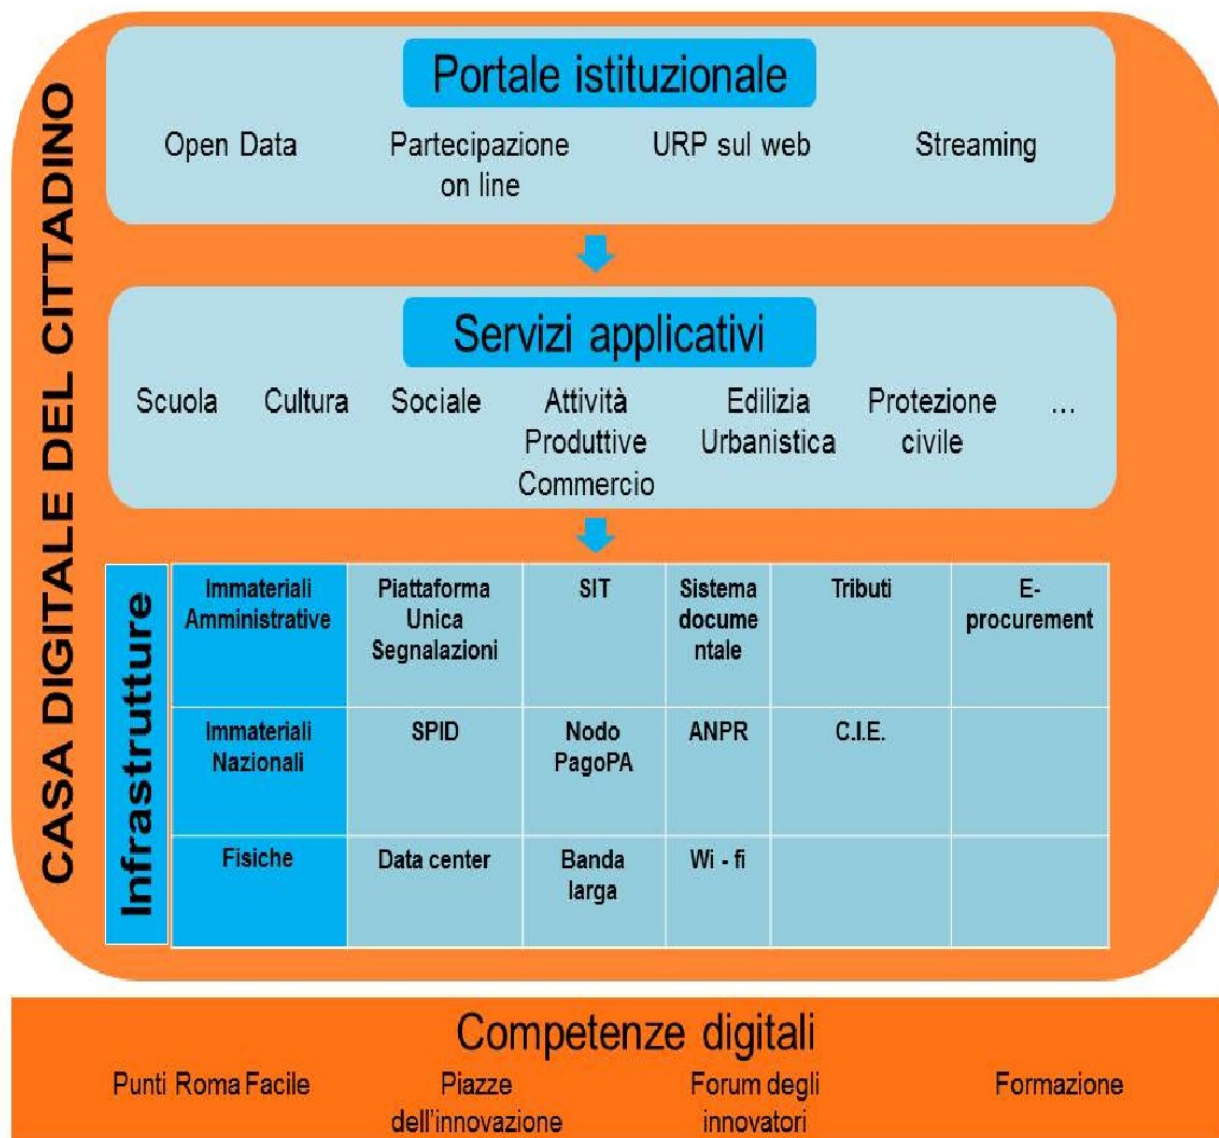 CASA DIGITALE DEL CITTADINO
Portale istituzionale
Open Data
Partecipazione
on line
URP sul web
Streaming
Servizi applicativi
Scuola
Cultura
Sociale
Attività
Produttive
Commercio
Edilizia
Urbanistica
Protezione
civile
...
Infrastrutture
Immateriali
Amministrative
Piattaforma
Unica
Segnalazioni
SIT
Sistema
docume
ntale
Tributi
E-
procurement
Immateriali
Nazionali
SPID
Nodo
PagoPA
ANPR
C.I.E.
Fisiche
Data center
Banda
larga
Wi - fi
Competenze digitali
Punti Roma Facile
Piazze
dell'innovazione
Forum degli
innovatori
Formazione